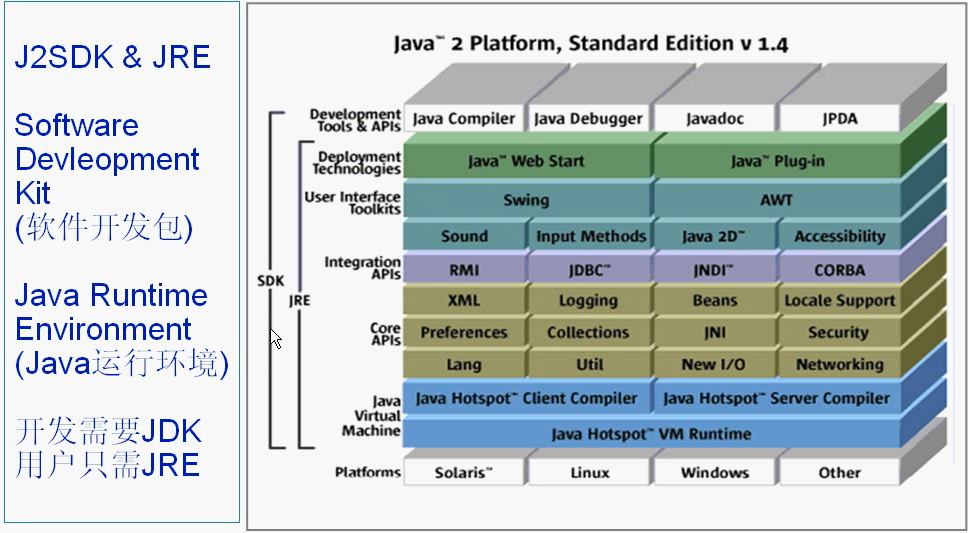 J2SDK & JRE
Software
Devleopment
Kit
(软件开发包)
Java Runtime
Environment
(Java运行环境)
开发需要JDK
用户只需JRE
Java™ 2 Platform, Standard Edition v 1.4
Development Tools & APIs
Java Compiler
Java Debugger
Javadoc
JPDA
Deployment Technologies
Java™ Web Start
Java™ Plug-in
User Interface Toolkits
Swing
AWT
Sound
Input Methods
Java 2D™
Accessibility
Integration APIs
RMI
JDBC™
JNDI™
CORBA
SDK
JRE
XML
Logging
Beans
Locale Support
Core APIs
Preferences
Collections
JNI
Security
Lang
Util
New I/O
Networking
Java Virtual Machine
Java Hotspot™ Client Compiler
Java Hotspot™ Server Compiler
Java Hotspot™ VM Runtime
Platforms
Solaris™
Linux
Windows
Other